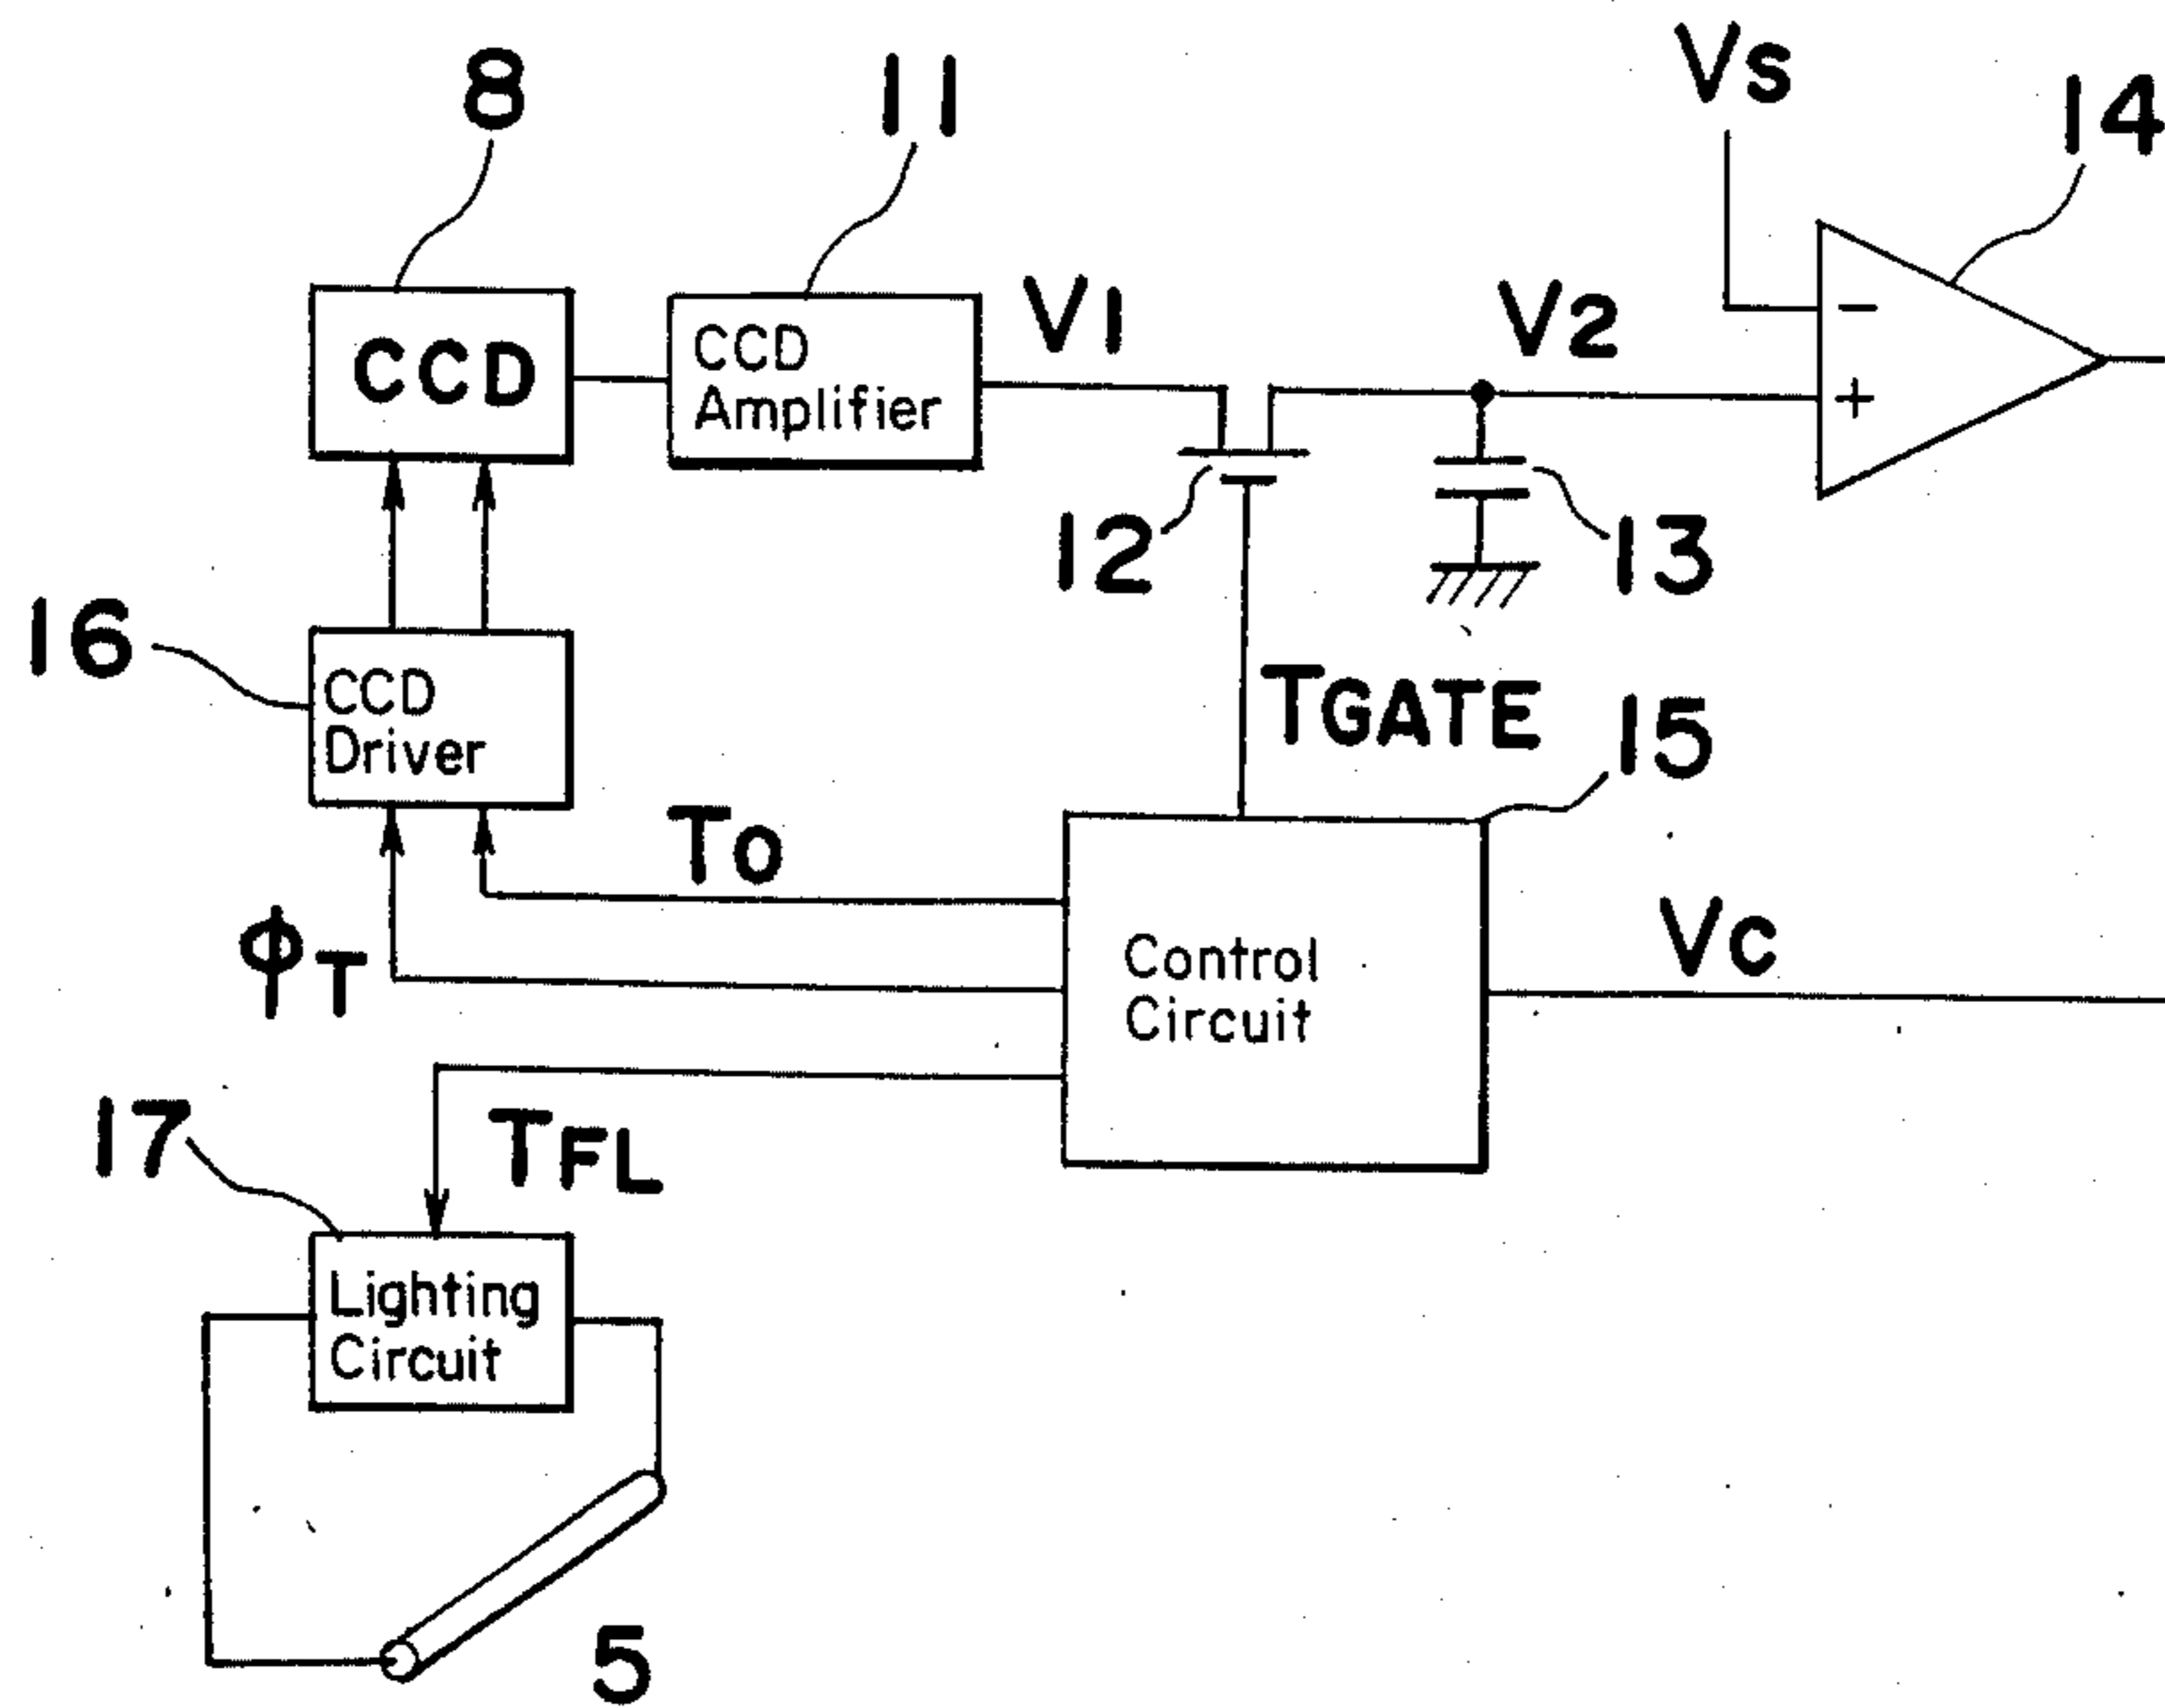 8
11
Vs
14
CCD
CCD
Amplifier
V1
V2
−
+
12
13
16
CCD
Driver
TGATE
15
To
ϕT
Control
Circuit
Vc
17
TFL
Lighting
Circuit
5